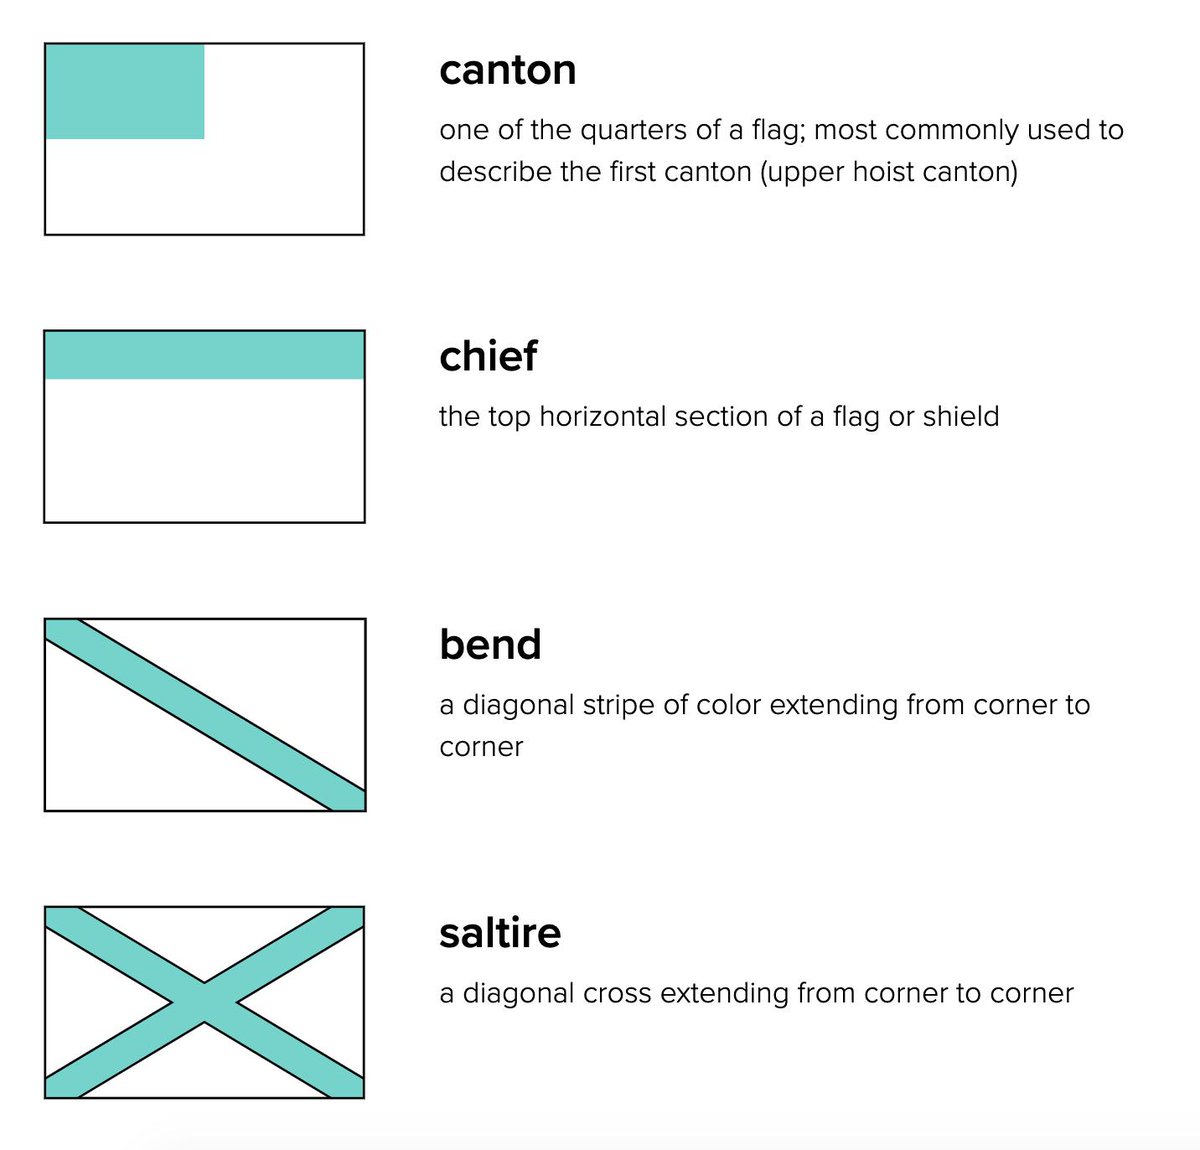 canton
one of the quarters of a flag; most commonly used to
describe the first canton (upper hoist canton)
chief
the top horizontal section of a flag or shield
bend
a diagonal stripe of color extending from corner to
corner
saltire
a diagonal cross extending from corner to corner